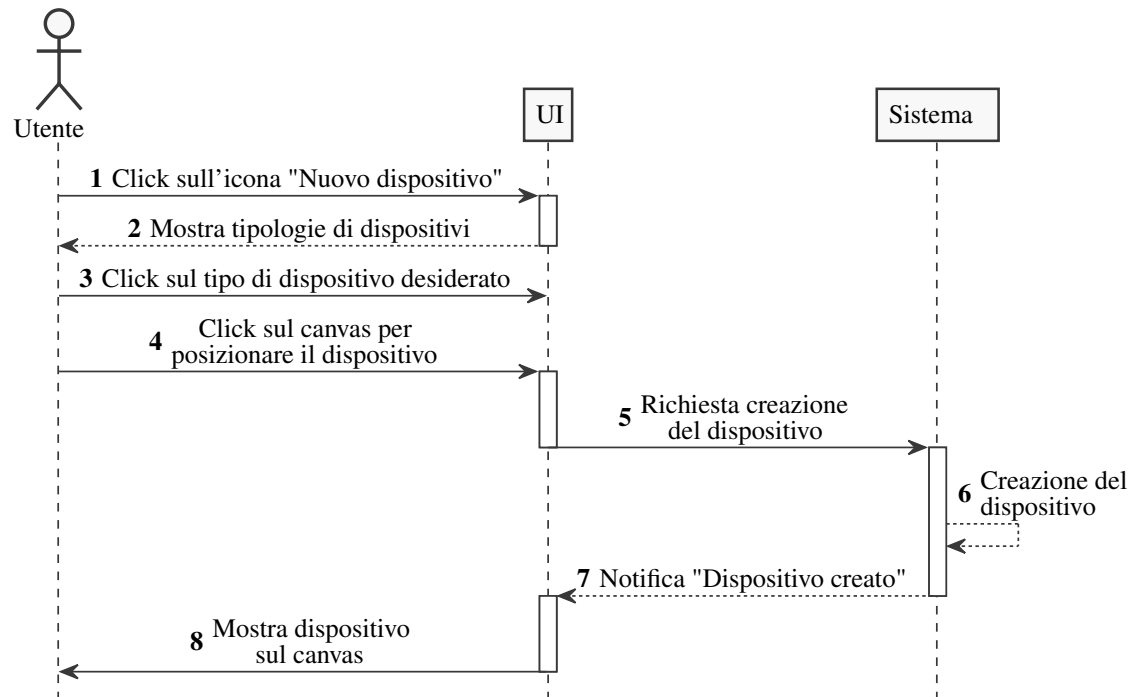 Utente
UI
Sistema
1 Click sull'icona "Nuovo dispositivo"
2 Mostra tipologie di dispositivi
3 Click sul tipo di dispositivo desiderato
4 Click sul canvas per
posizionare il dispositivo
5 Richiesta creazione
del dispositivo
6 Creazione del
dispositivo
7 Notifica "Dispositivo creato"
8 Mostra dispositivo
sul canvas